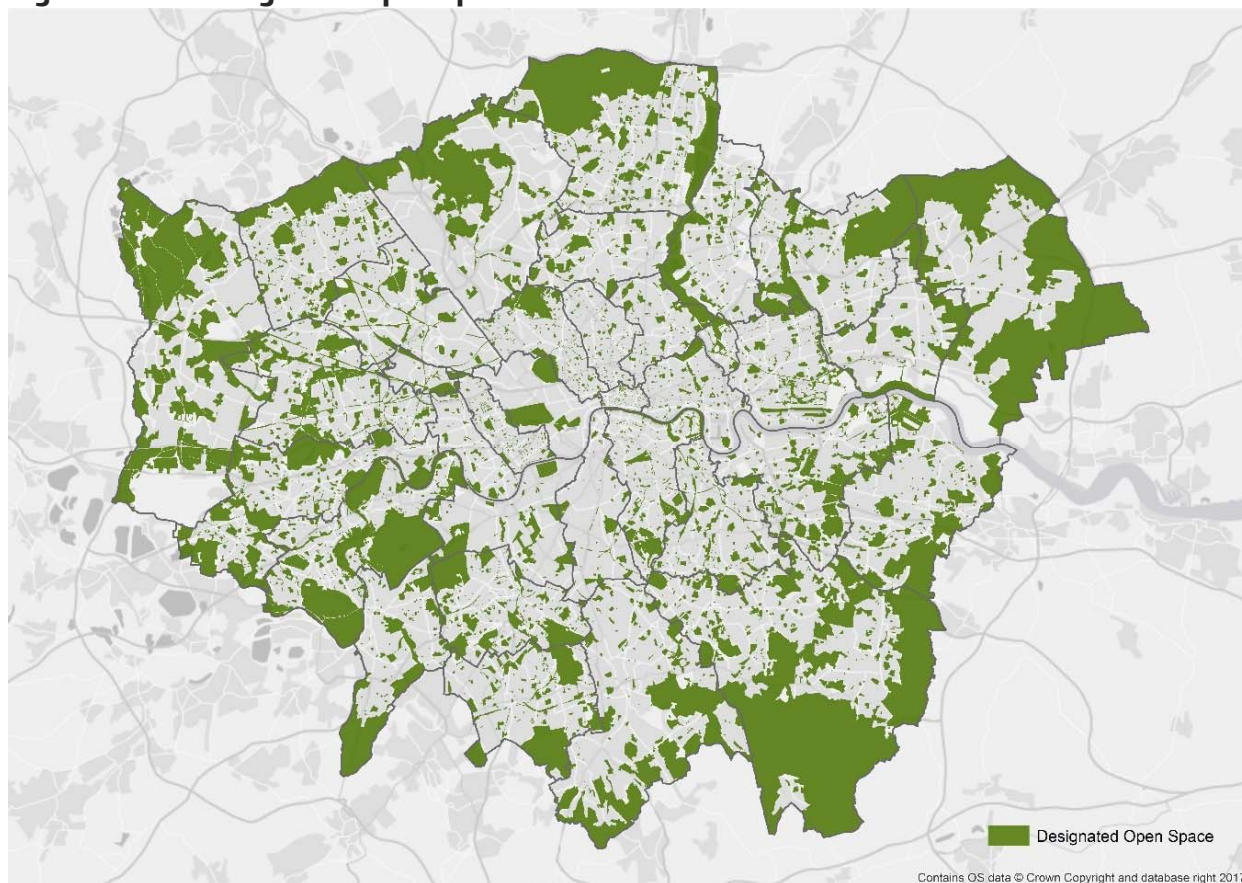 Designated Open Space
Contains OS data © Crown Copyright and database right 2017